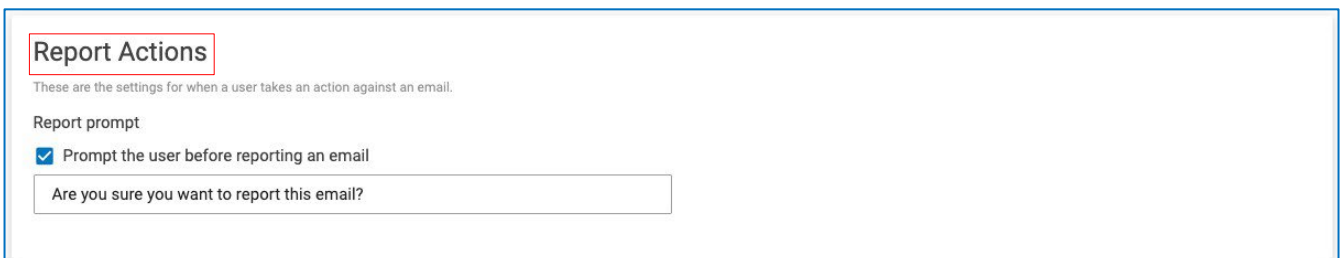 Report Actions
These are the settings for when a user takes an action against an email.
Report prompt
Prompt the user before reporting an email
Are you sure you want to report this email?